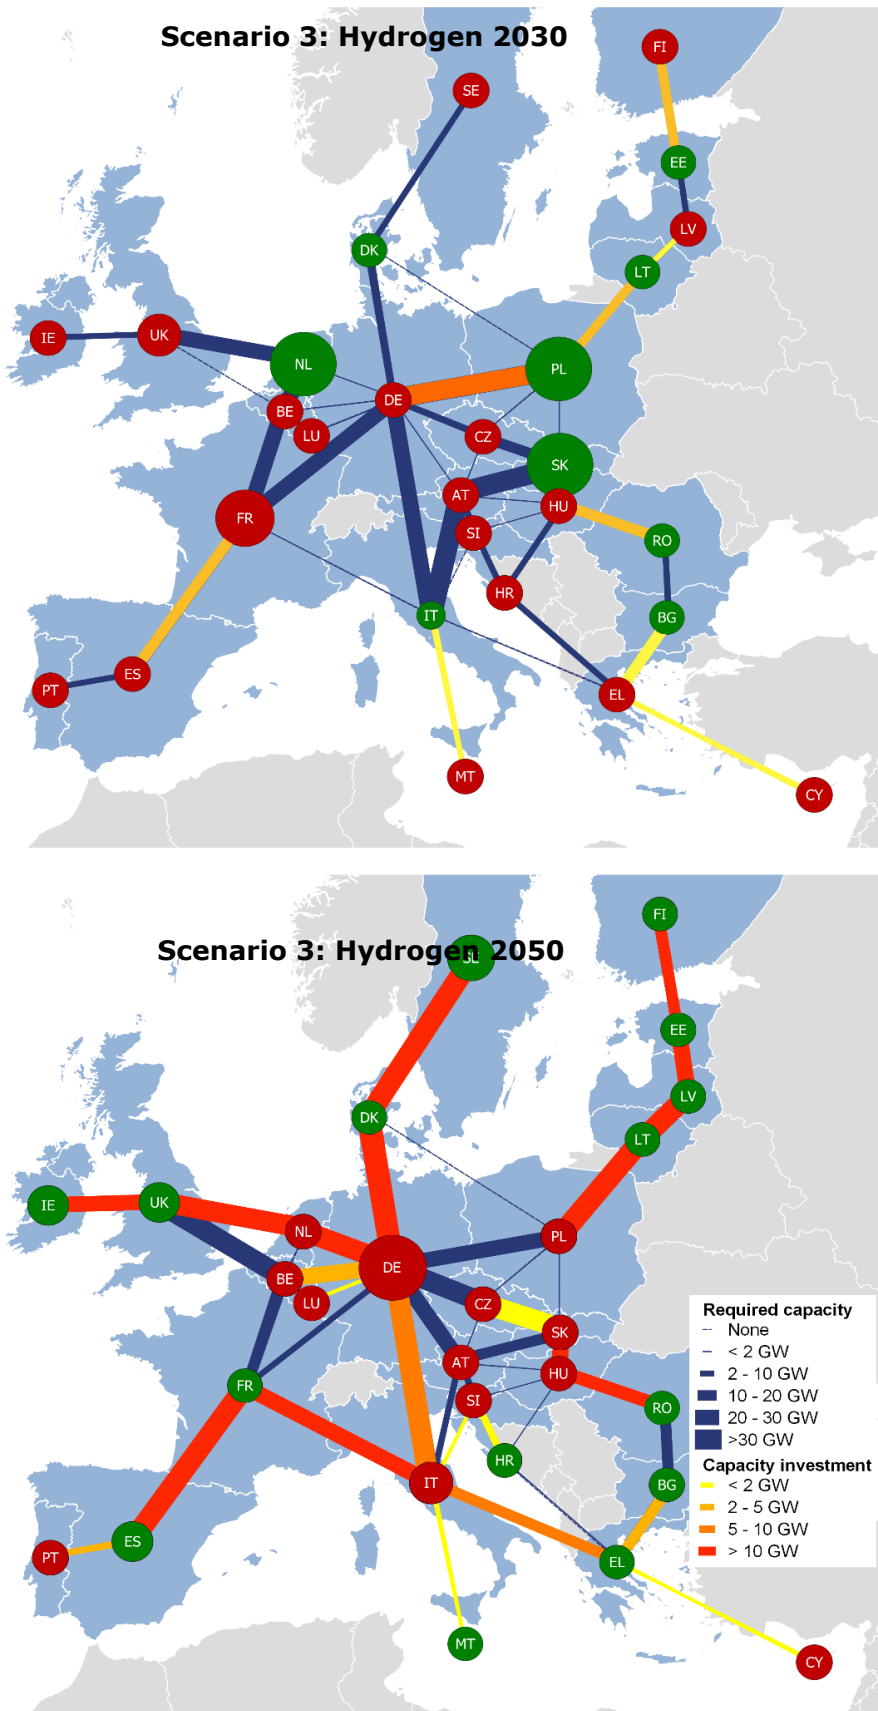 Scenario 3: Hydrogen 2030
FI
SE
EE
LV
DK
LT
IE
UK
NL
PL
DE
BE
LU
CZ
SK
AT
HU
FR
SI
RO
HR
IT
BG
ES
PT
EL
MT
CY
FI
Scenario 3: Hydrogen 2050
SE
EE
LV
DK
LT
IE
UK
NL
PL
DE
BE
LU
CZ
SK
AT
HU
FR
SI
RO
HR
IT
BG
ES
PT
EL
MT
CY
Required capacity
None
< 2 GW
2 - 10 GW
10 - 20 GW
20 - 30 GW
>30 GW
Capacity investment
< 2 GW
2 - 5 GW
5 - 10 GW
> 10 GW